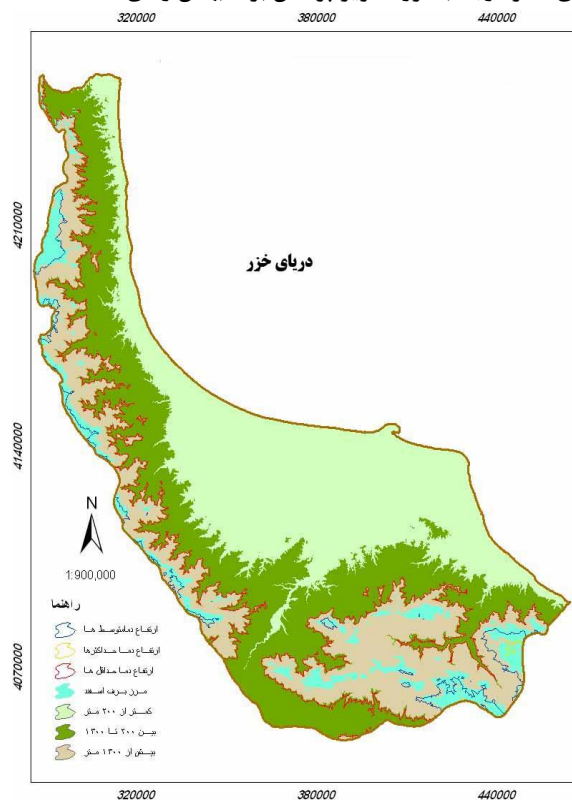 320000 380000 440000
4210000
دریای خزر
4140000
N
1:900,000
راهنما
ارتفاع دمامتوسط ها
ارتفاع دما حداکثرها
ارتفاع دما حداقل ها
مرز برف اسفند
کمتر از ۲۰۰ متر
بین ۲۰۰ تا ۱۳۰۰
بیش از ۱۳۰۰ متر
4070000
320000 380000 440000